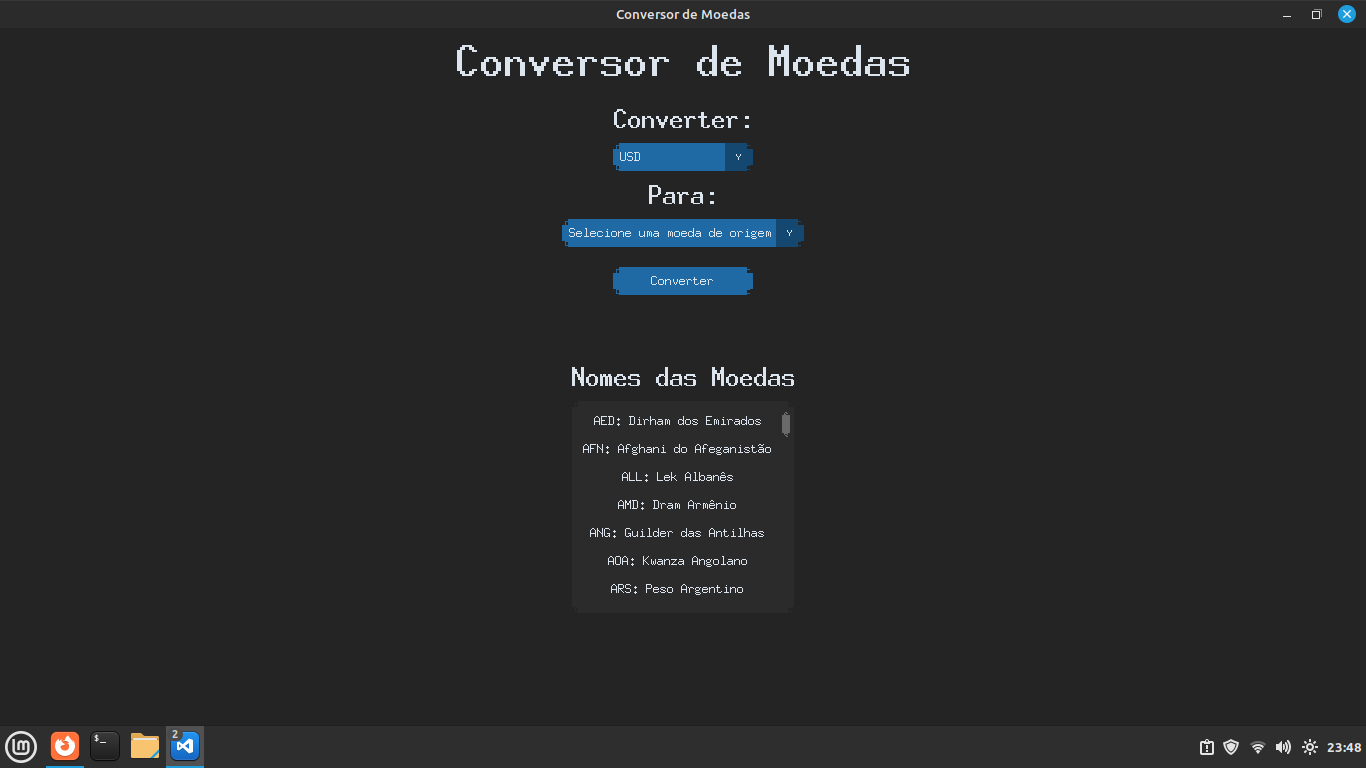 Conversor de Moedas
Conversor de Moedas
Converter:
USD
Para:
Selecione uma moeda de origem
Converter
Nomes das Moedas
AED: Dirham dos Emirados
AFN: Afghani do Afeganistão
ALL: Lek Albanês
AMD: Dram Armênio
ANG: Guilder das Antilhas
AOA: Kwanza Angolano
ARS: Peso Argentino
$_
2
23:48